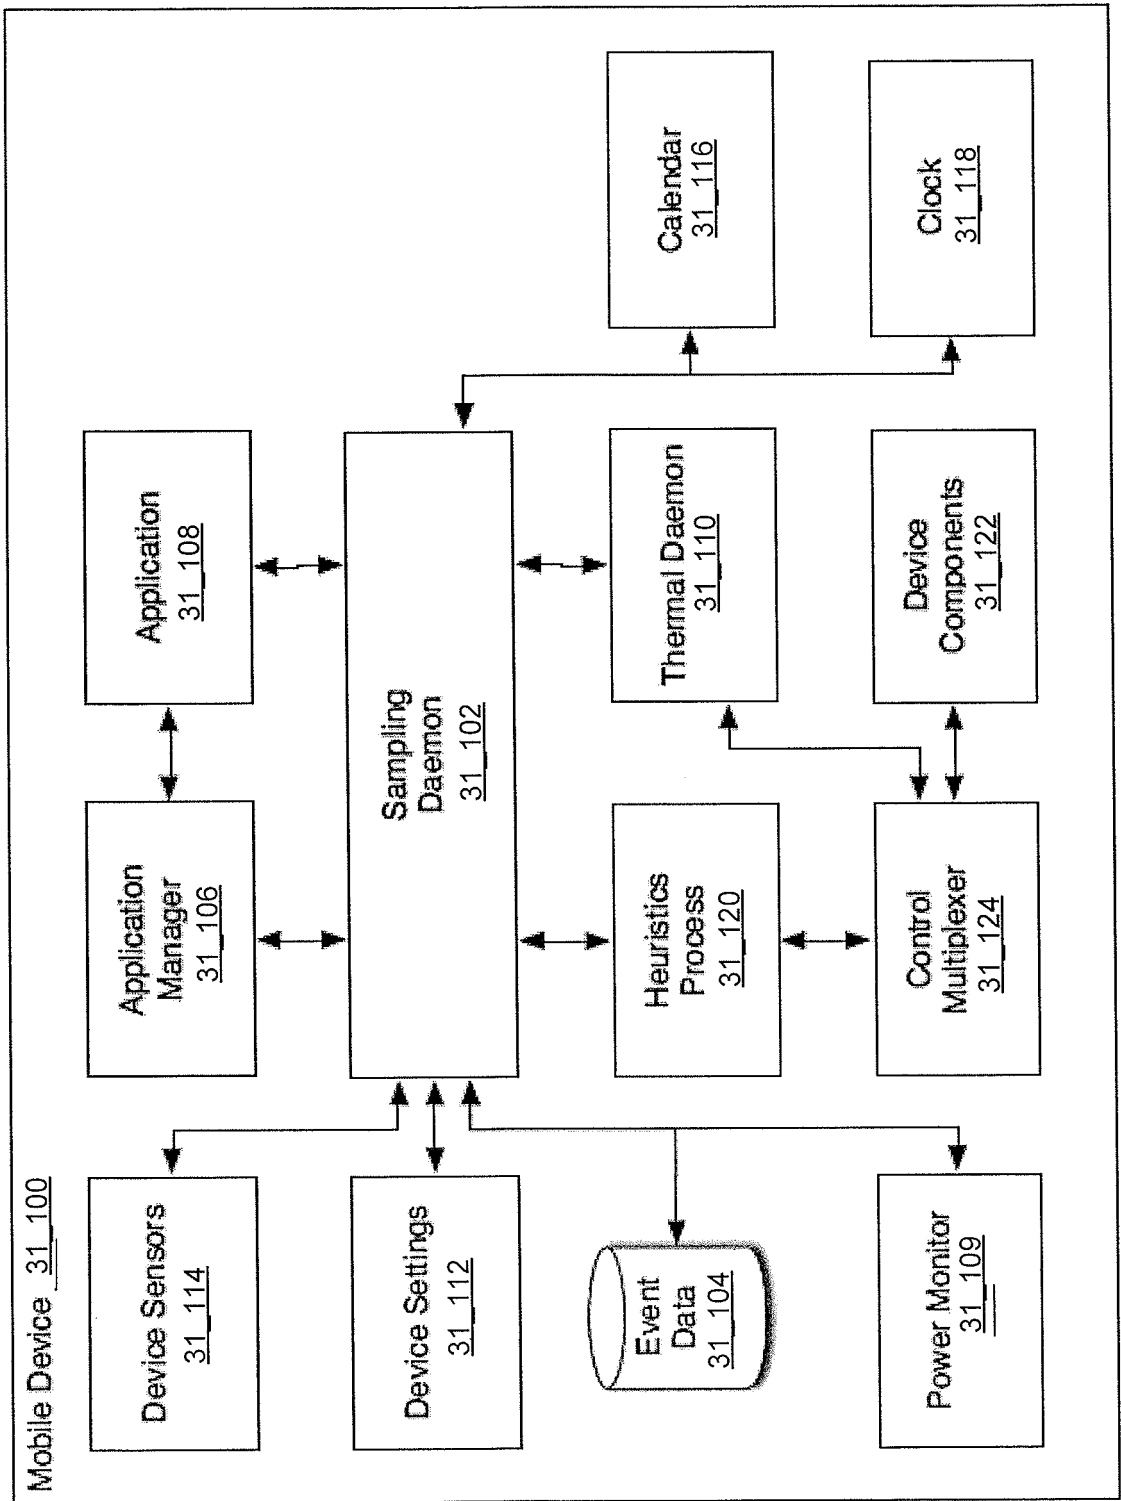 Mobile Device 31_100
Device Sensors
31_114
Application
Manager
31_106
Application
31_108
Device Settings
31_112
Sampling
Daemon
31_102
Event
Data
31_104
Heuristics
Process
31_120
Thermal Daemon
31_110
Calendar
31_116
Power Monitor
31_109
Control
Multiplexer
31_124
Device
Components
31_122
Clock
31_118